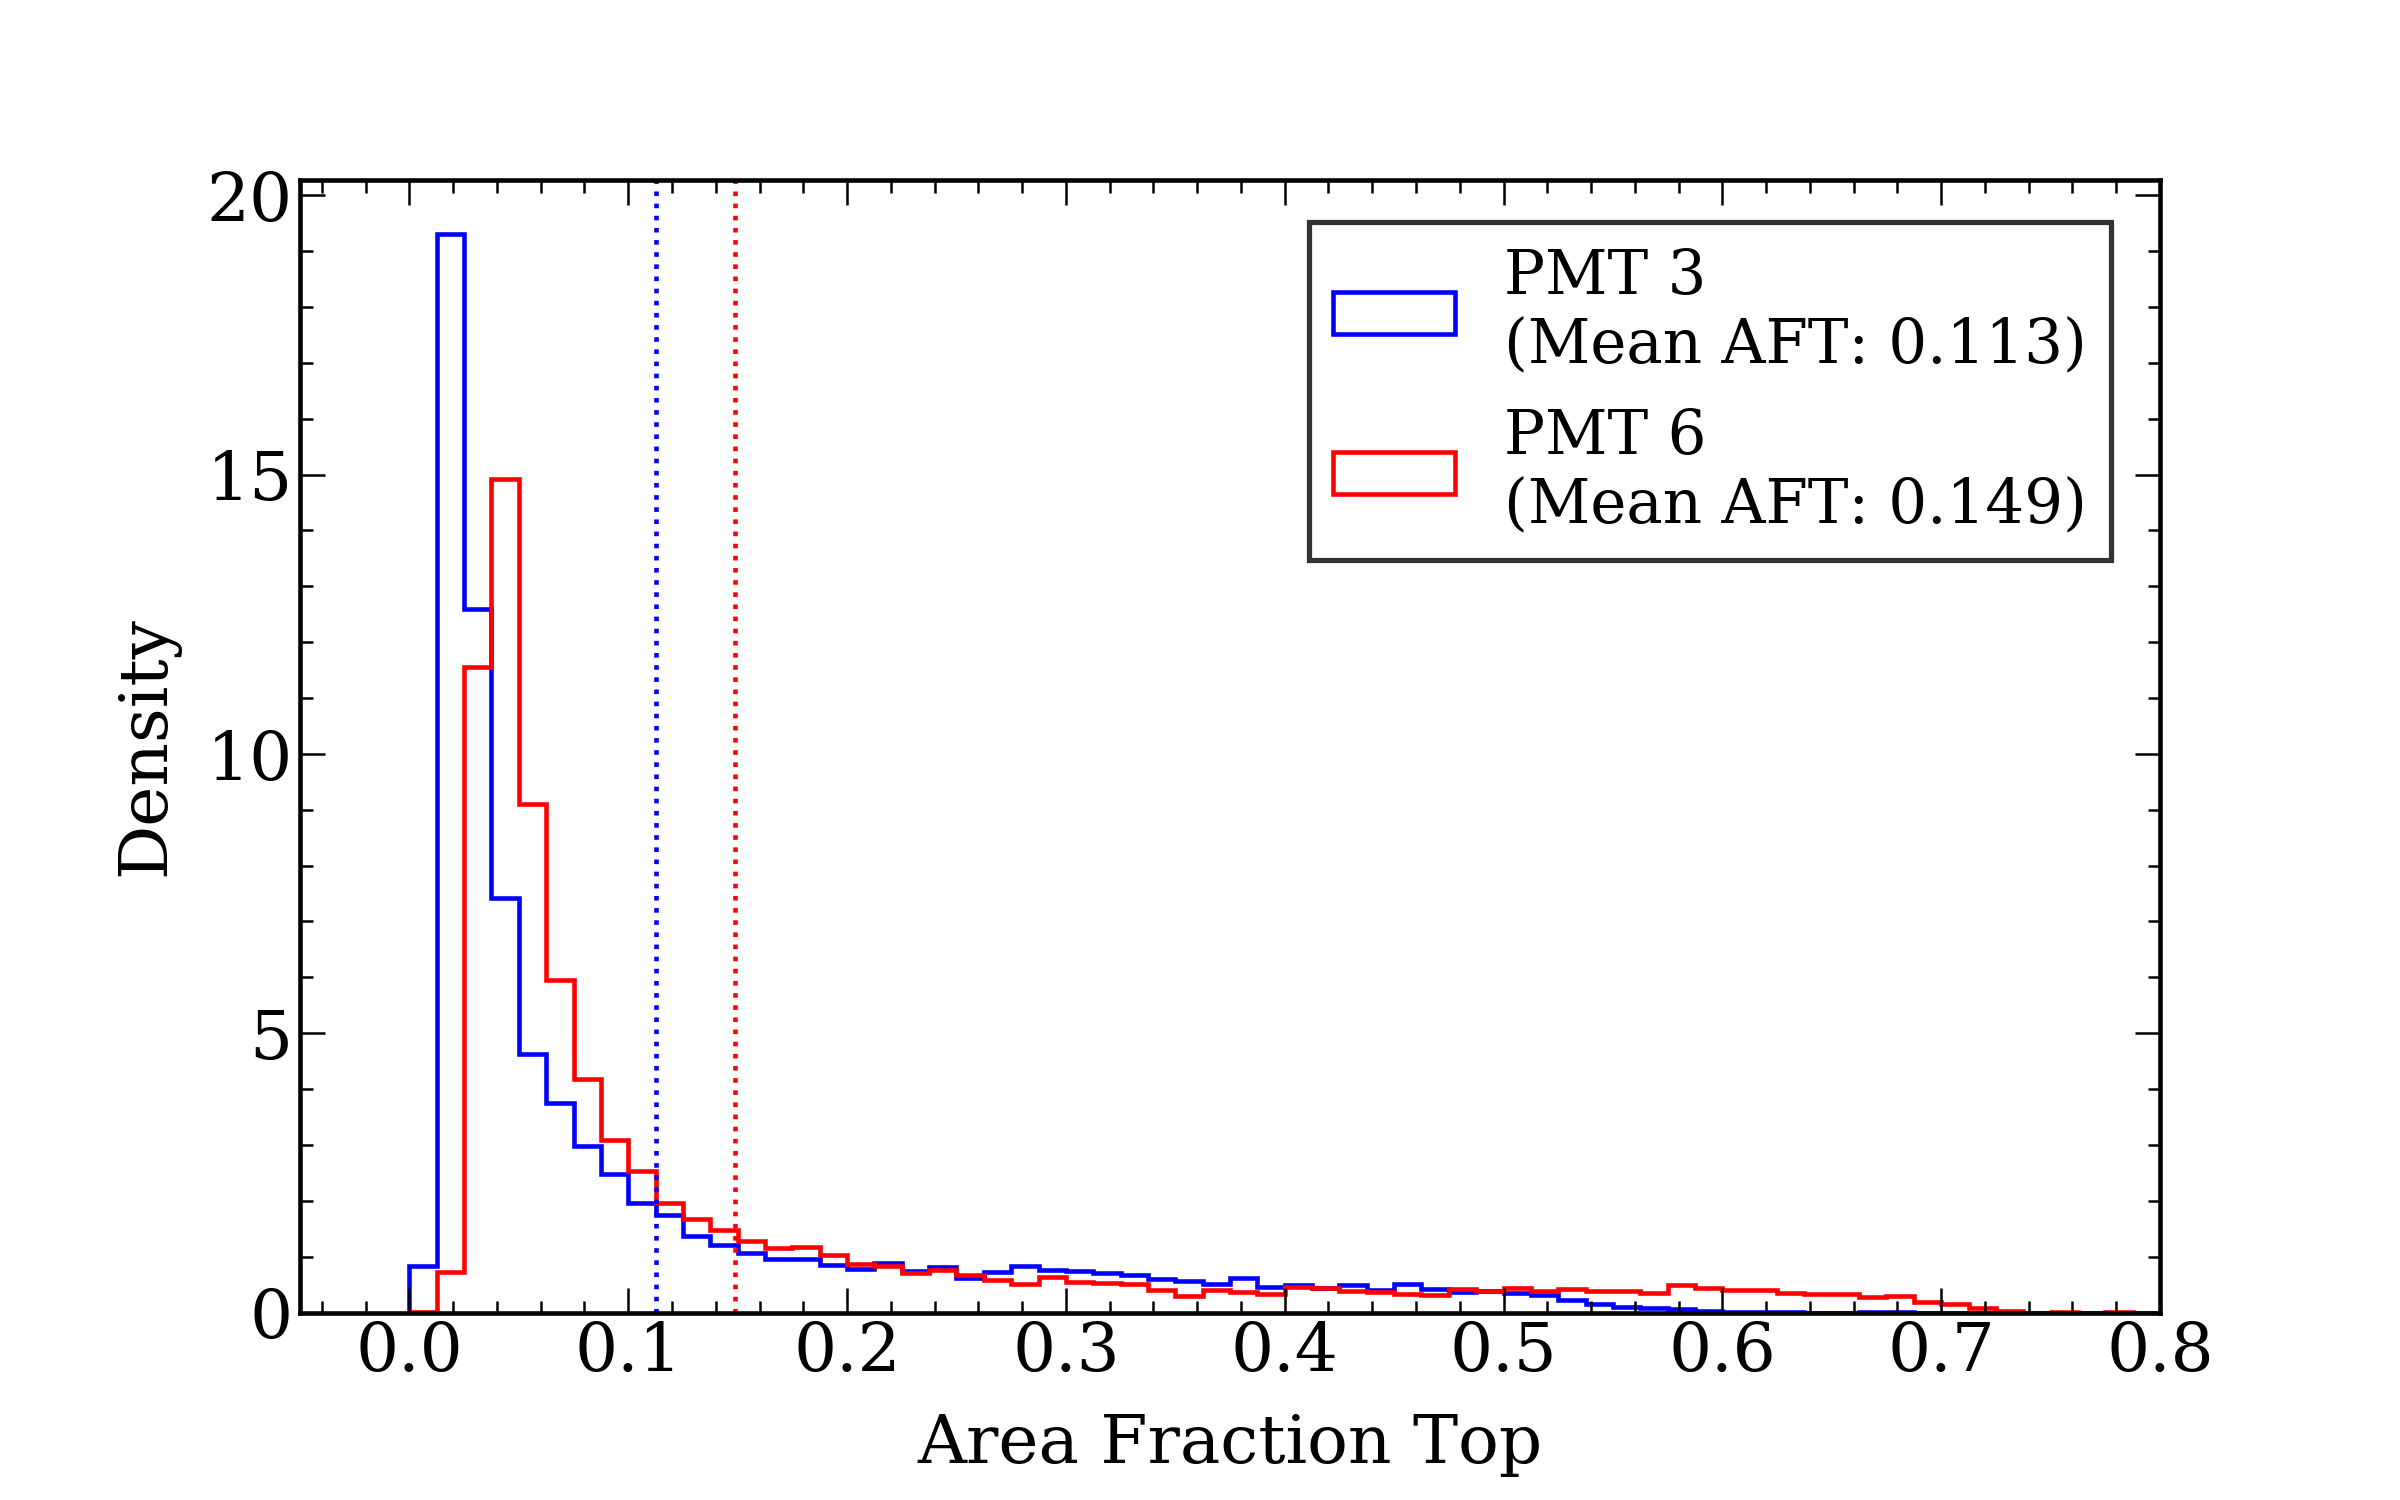 PMT 3
(Mean AFT: 0.113)
PMT 6
(Mean AFT: 0.149)
20
15
10
5
0
Density
0.0 0.1 0.2 0.3 0.4 0.5 0.6 0.7 0.8
Area Fraction Top